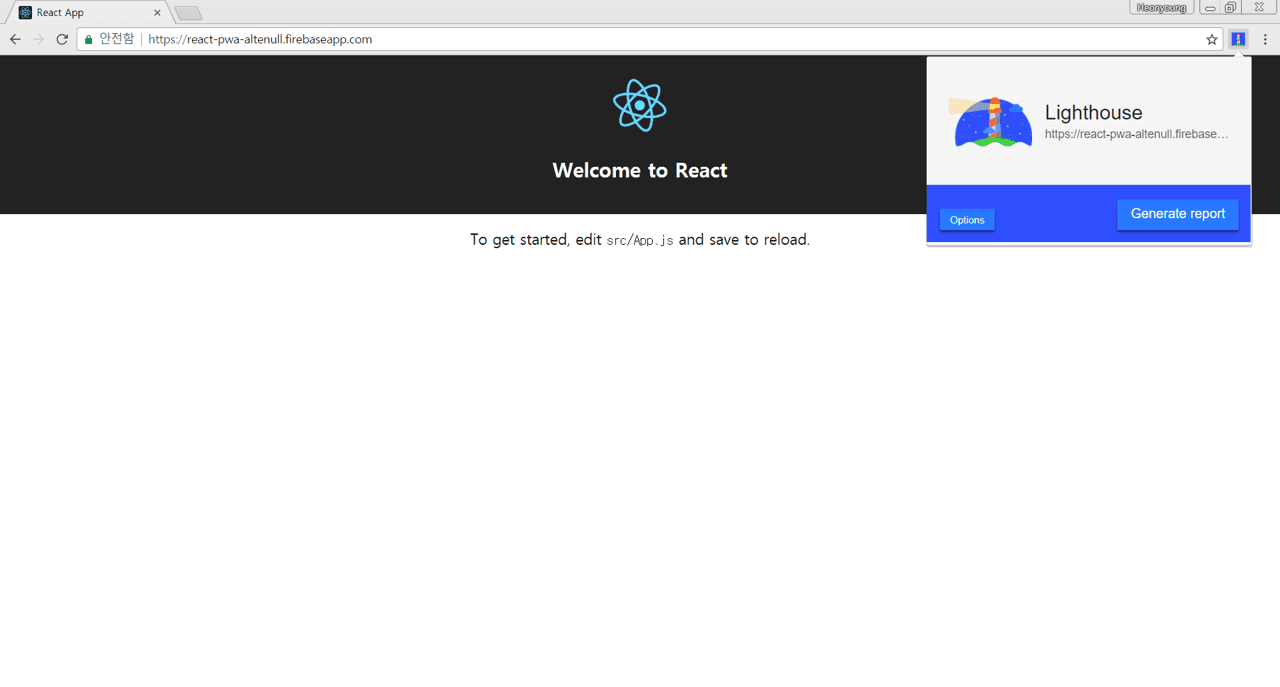 React App
Heonyoung
안전함 https://react-pwa-altenull.firebaseapp.com
Welcome to React
To get started, edit src/App.js and save to reload.
Lighthouse
https://react-pwa-altenull.firebase...
Options
Generate report